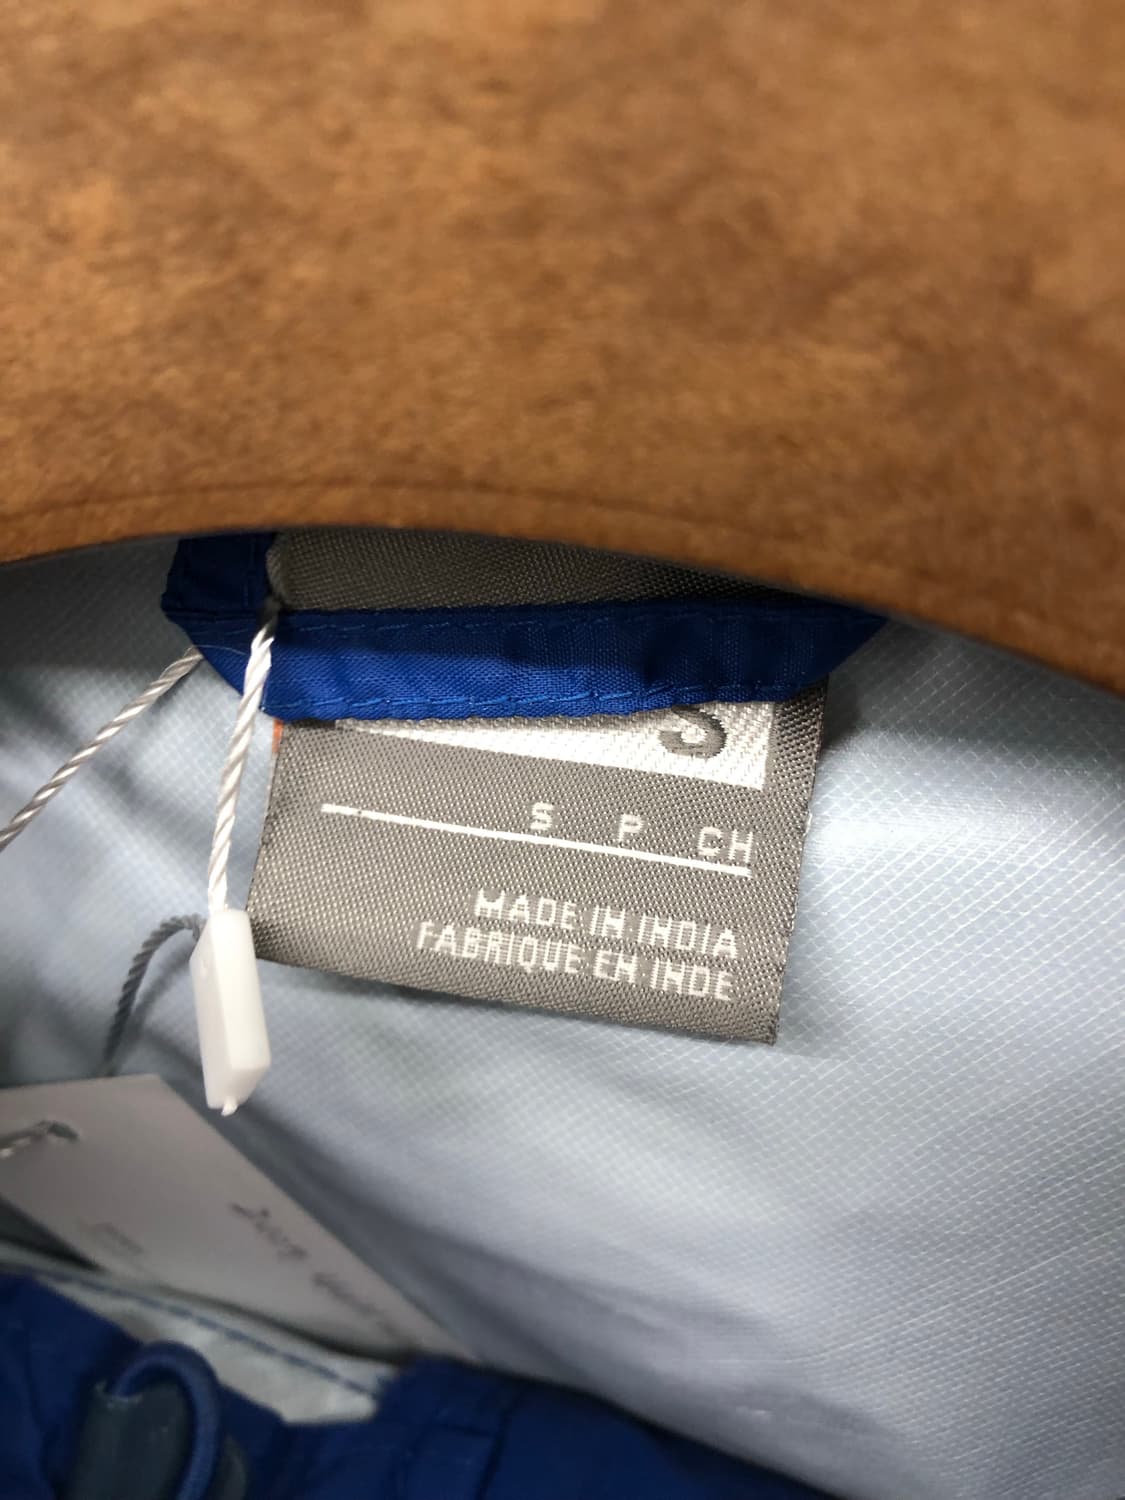 S
S P CH
MADE IN INDIA
FABRIQUE EN INDE